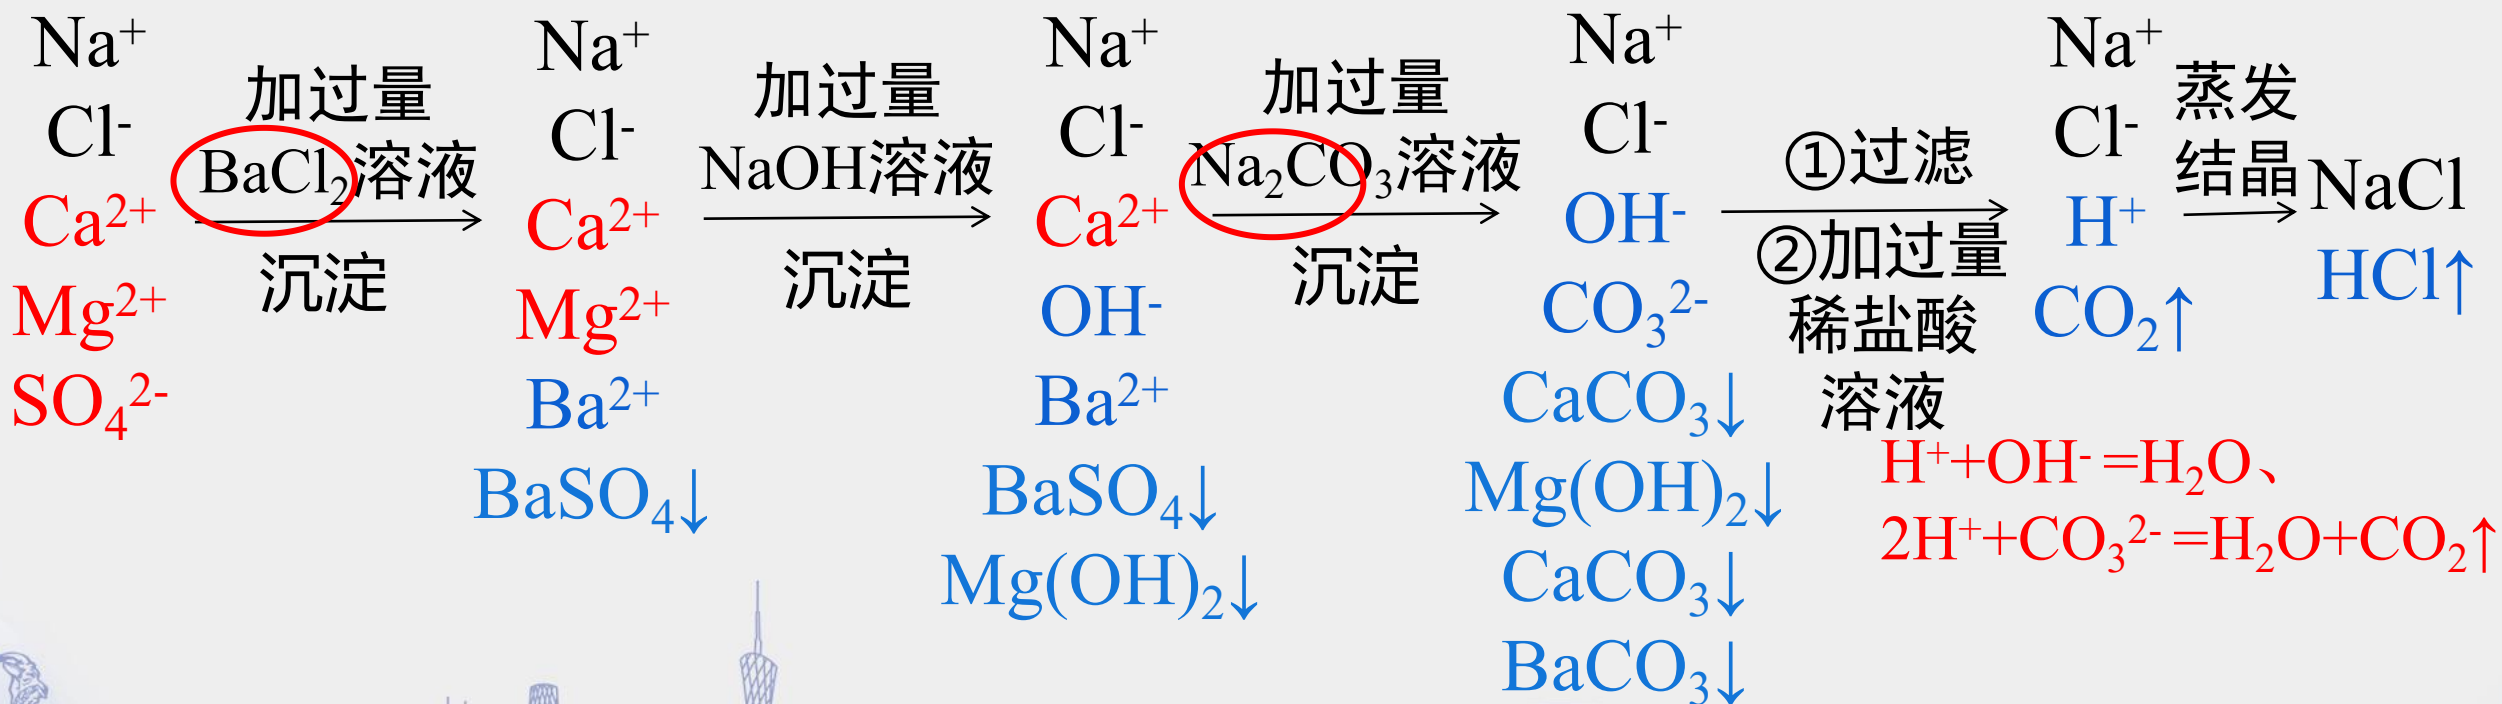 Na⁺
Cl⁻
Ca²⁺
Mg²⁺
SO₄²⁻
加过量
BaCl₂溶液
沉淀
Na⁺
Cl⁻
Ca²⁺
Mg²⁺
Ba²⁺
BaSO₄↓
加过量
NaOH溶液
沉淀
Na⁺
Cl⁻
Ca²⁺
OH⁻
Ba²⁺
BaSO₄↓
Mg(OH)₂↓
加过量
Na₂CO₃溶液
沉淀
Na⁺
Cl⁻
OH⁻
CO₃²⁻
CaCO₃↓
Mg(OH)₂↓
CaCO₃↓
BaCO₃↓
①过滤
②加过量
稀盐酸
溶液
Na⁺
Cl⁻
H⁺
CO₂↑
蒸发
结晶
NaCl
HCl↑
H⁺+OH⁻=H₂O、
2H⁺+CO₃²⁻=H₂O+CO₂↑